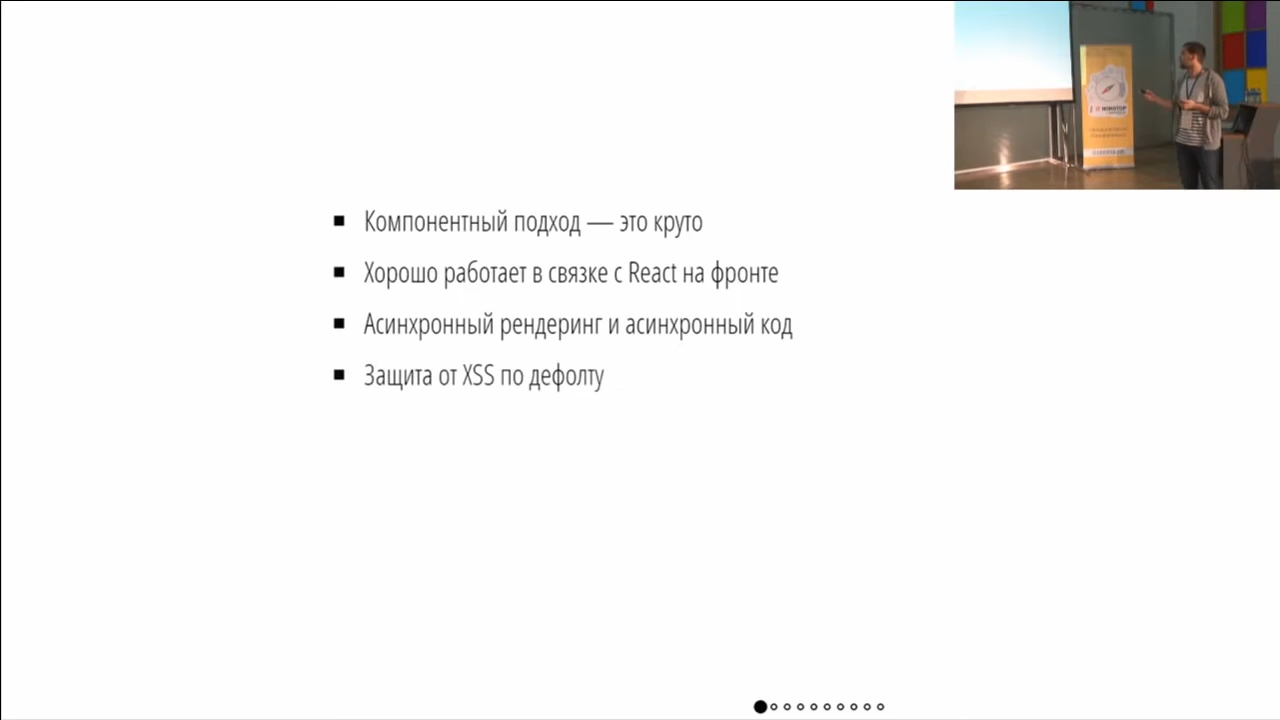 Компонентный подход — это круто
Хорошо работает в связке с React на фронте
Асинхронный рендеринг и асинхронный код
Защита от XSS по дефолту